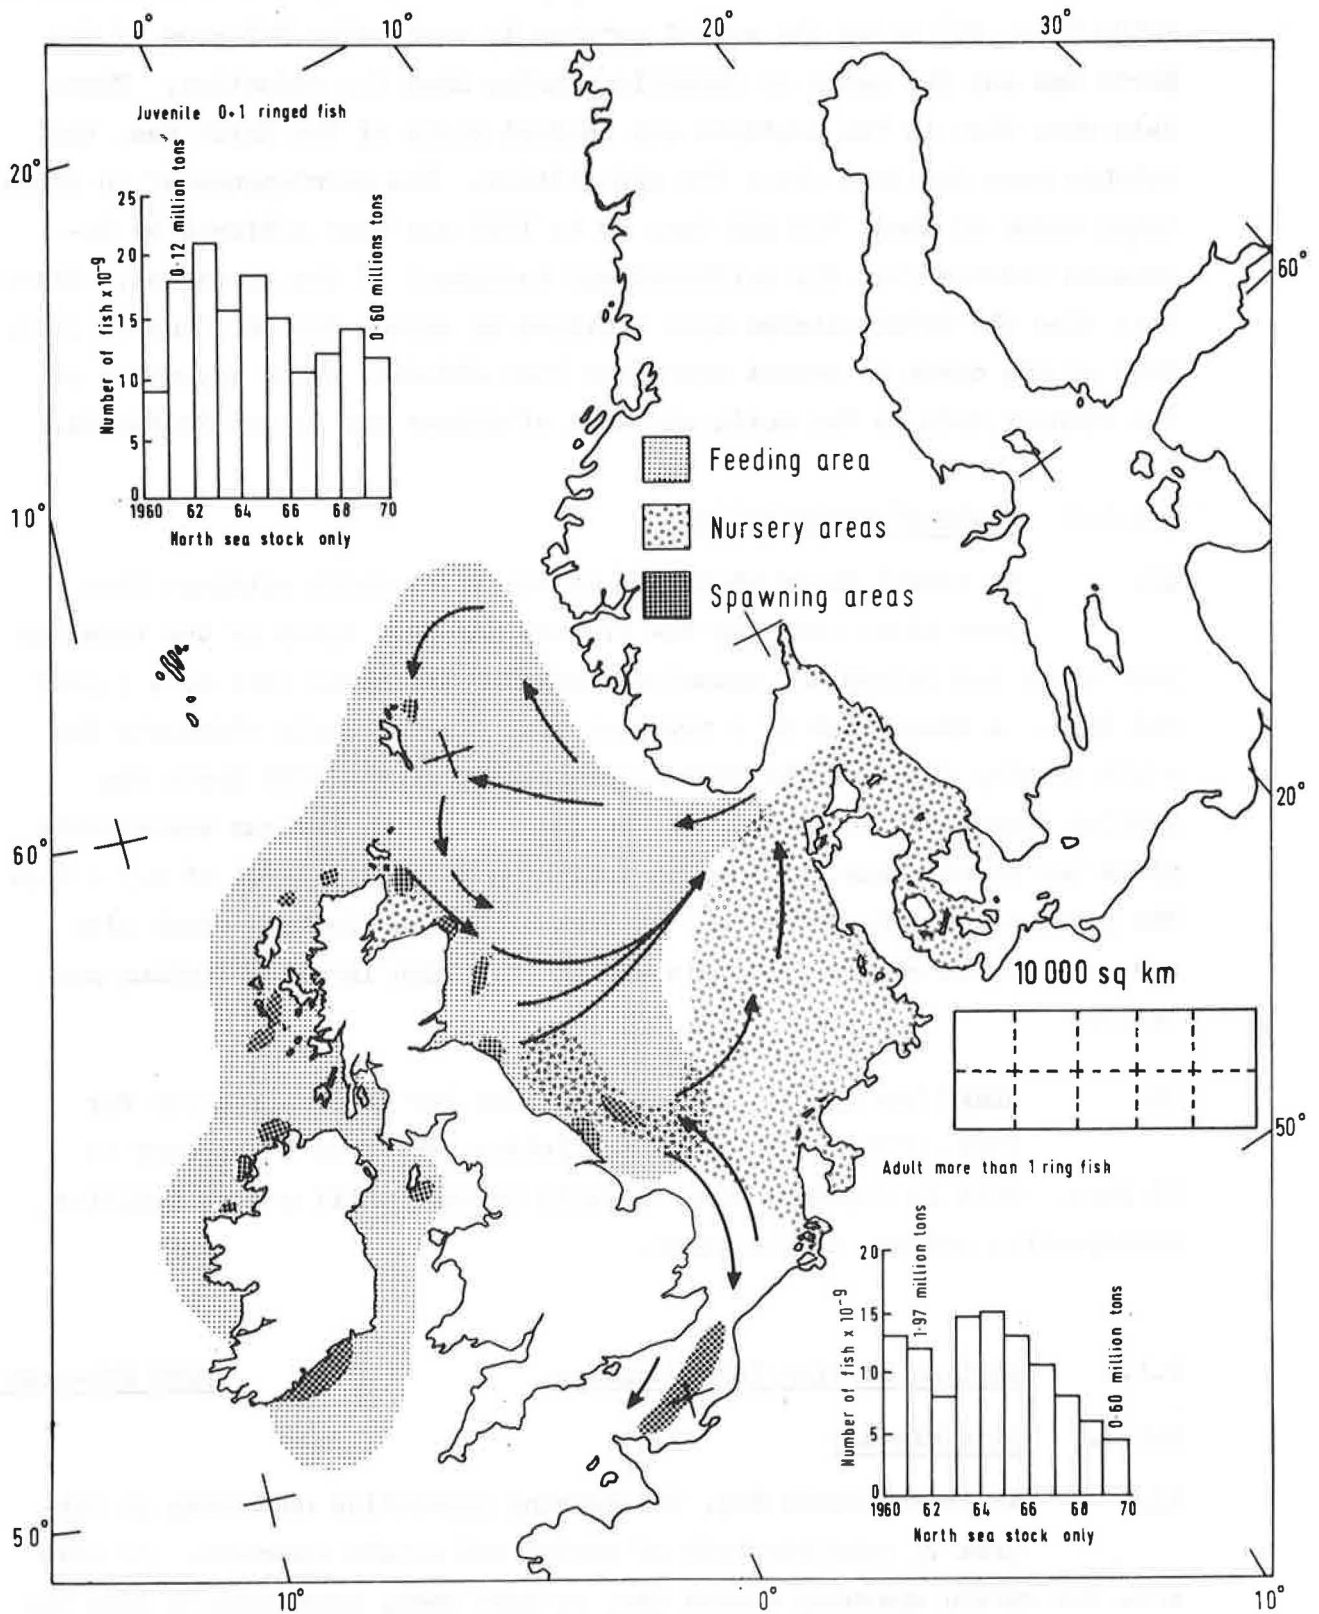 0° 10° 20° 30°
Juvenile 0+1 ringed fish
20°
0·12 million tons
0·60 millions tons
Number of fish x10⁻⁹
25
20
15
10
5
0
1960 62 64 66 68 70
North sea stock only
60°
10°
Feeding area
Nursery areas
Spawning areas
20°
60°
10 000 sq km
50°
Adult more than 1 ring fish
1·97 million tons
0·60 million tons
Number of fish x 10⁻⁹
20
15
10
5
0
1960 62 64 66 68 70
North sea stock only
50°
10° 0° 10°